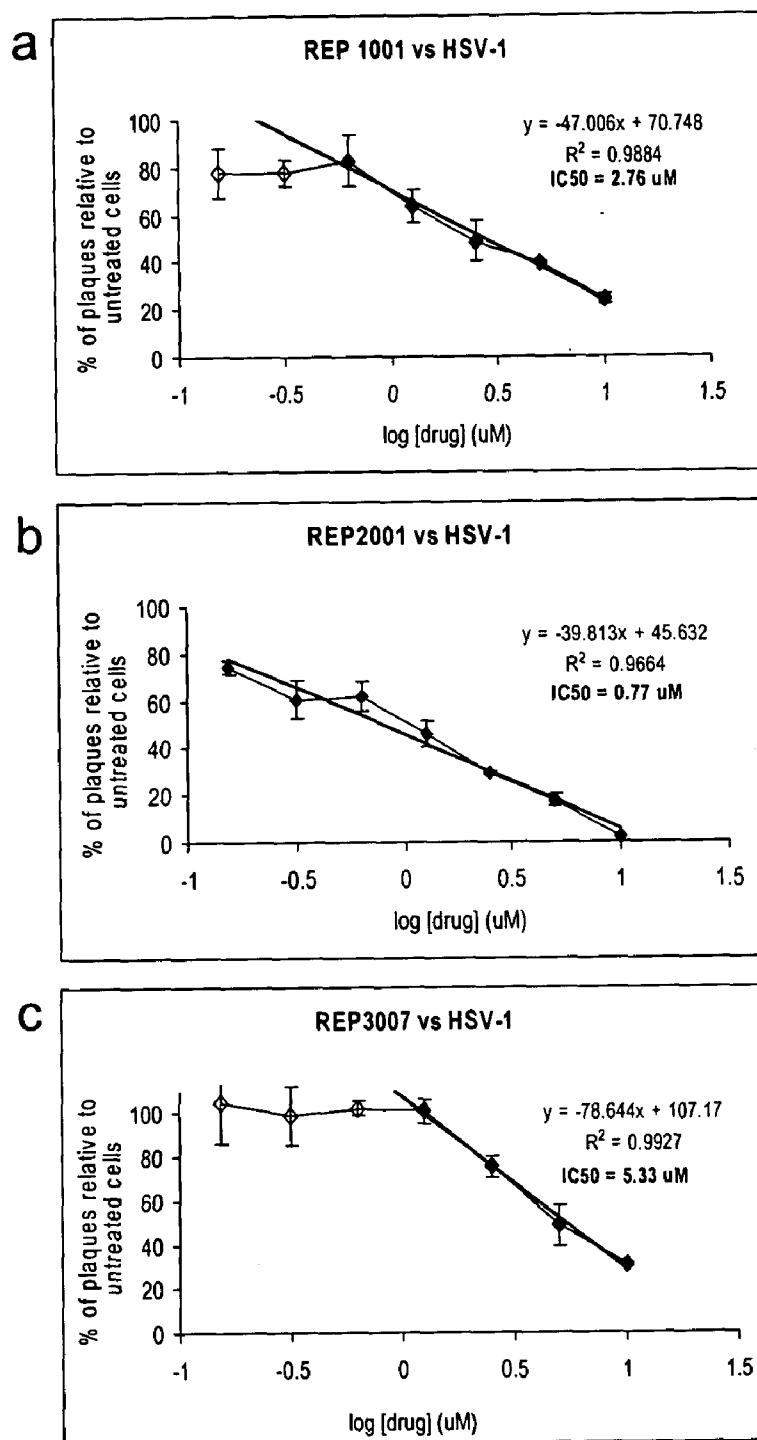 a
REP 1001 vs HSV-1
y = -47.006x + 70.748
R² = 0.9884
IC50 = 2.76 uM
% of plaques relative to
untreated cells
100
80
60
40
20
0
-1
-0.5
0
0.5
1
1.5
log [drug] (uM)
b
REP2001 vs HSV-1
y = -39.813x + 45.632
R² = 0.9664
IC50 = 0.77 uM
% of plaques relative to
untreated cells
100
80
60
40
20
0
-1
-0.5
0
0.5
1
1.5
log [drug] (uM)
c
REP3007 vs HSV-1
y = -78.644x + 107.17
R² = 0.9927
IC50 = 5.33 uM
% of plaques relative to
untreated cells
100
80
60
40
20
0
-1
-0.5
0
0.5
1
1.5
log [drug] (uM)